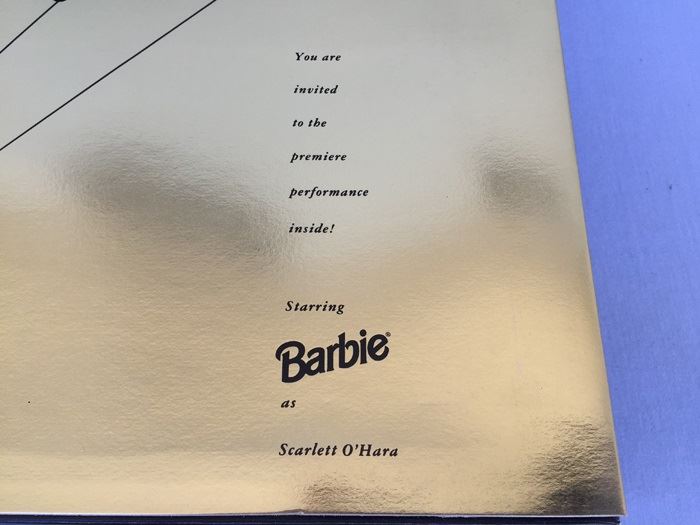 You are
invited
to the
premiere
performance
inside!
Starring
Barbie®
as
Scarlett O'Hara